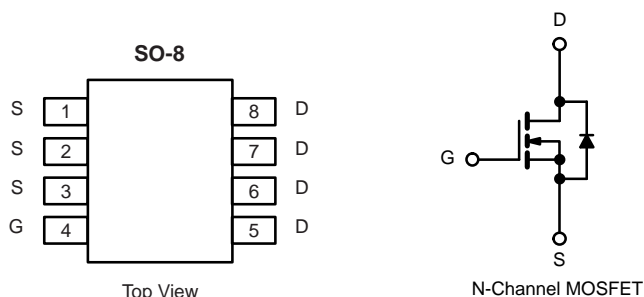 SO-8
S 1 8 D
S 2 7 D
S 3 6 D
G 4 5 D
Top View
D
G
S
N-Channel MOSFET